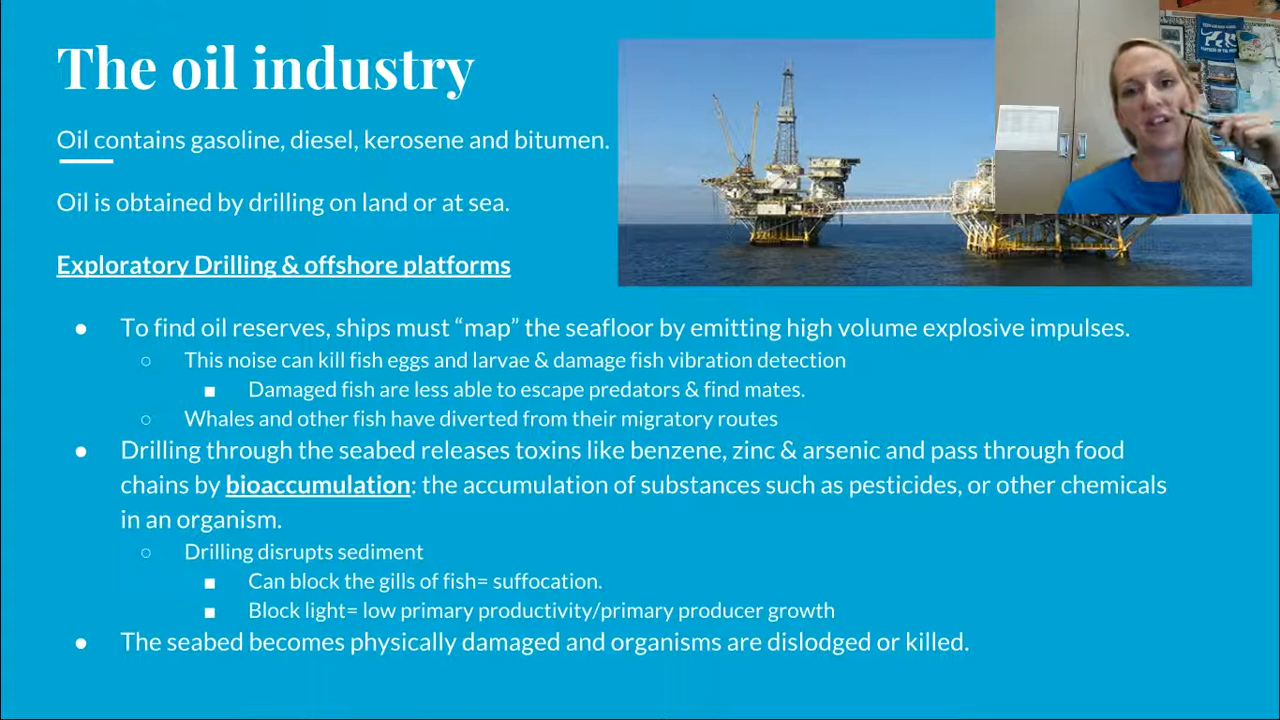 The oil industry
Oil contains gasoline, diesel, kerosene and bitumen.
Oil is obtained by drilling on land or at sea.
Exploratory Drilling & offshore platforms
● To find oil reserves, ships must “map” the seafloor by emitting high volume explosive impulses.
○ This noise can kill fish eggs and larvae & damage fish vibration detection
■ Damaged fish are less able to escape predators & find mates.
○ Whales and other fish have diverted from their migratory routes
● Drilling through the seabed releases toxins like benzene, zinc & arsenic and pass through food
chains by bioaccumulation: the accumulation of substances such as pesticides, or other chemicals
in an organism.
○ Drilling disrupts sediment
■ Can block the gills of fish= suffocation.
■ Block light= low primary productivity/primary producer growth
● The seabed becomes physically damaged and organisms are dislodged or killed.